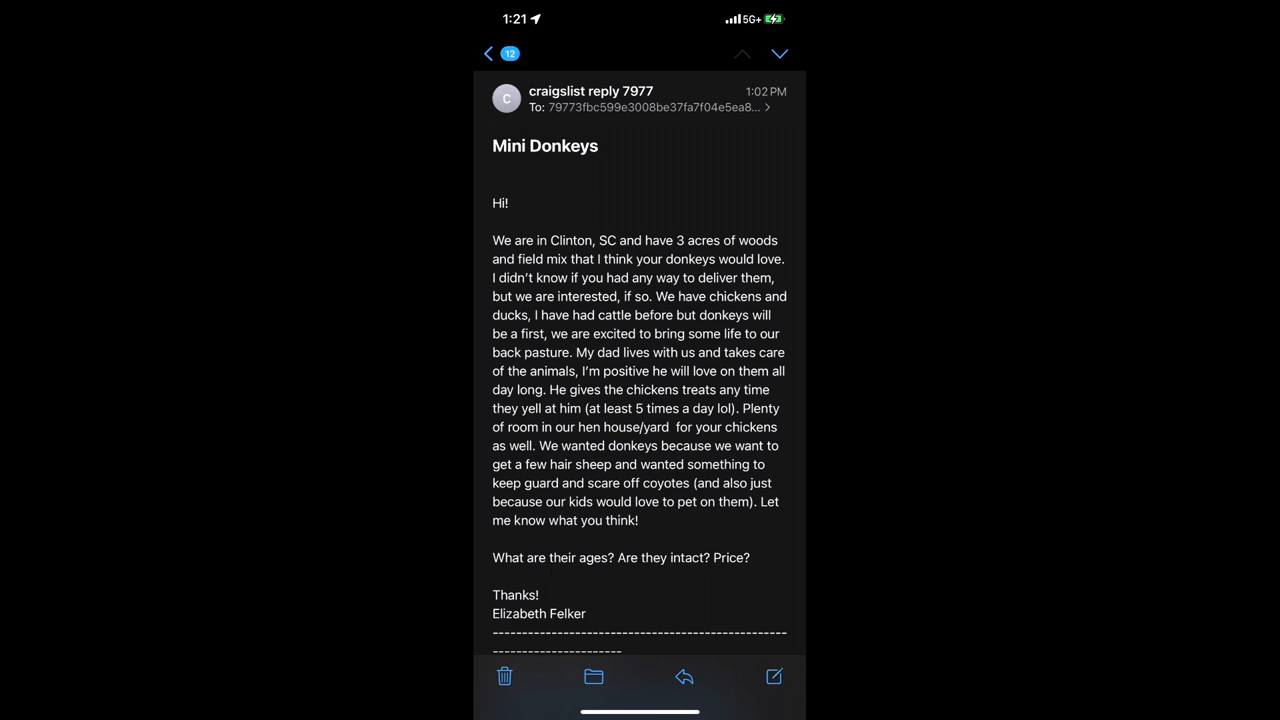 1:21
5G+
12
craigslist reply 7977
1:02 PM
To: 79773fbc599e3008be37fa7f04e5ea8...
C
Mini Donkeys
Hi!
We are in Clinton, SC and have 3 acres of woods
and field mix that I think your donkeys would love.
I didn't know if you had any way to deliver them,
but we are interested, if so. We have chickens and
ducks, I have had cattle before but donkeys will
be a first, we are excited to bring some life to our
back pasture. My dad lives with us and takes care
of the animals, I'm positive he will love on them all
day long. He gives the chickens treats any time
they yell at him (at least 5 times a day lol). Plenty
of room in our hen house/yard  for your chickens
as well. We wanted donkeys because we want to
get a few hair sheep and wanted something to
keep guard and scare off coyotes (and also just
because our kids would love to pet on them). Let
me know what you think!
What are their ages? Are they intact? Price?
Thanks!
Elizabeth Felker
--------------------------------------------------
----------------------